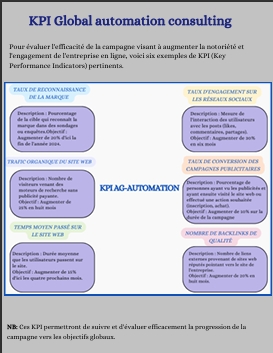 KPI Global automation consulting
Pour évaluer l'efficacité de la campagne visant à augmenter la notoriété et
l'engagement de l'entreprise en ligne, voici six exemples de KPI (Key
Performance Indicators) pertinents.
TAUX DE RECONNAISSANCE
DE LA MARQUE
Description : Pourcentage
de la cible qui reconnaît la
marque dans des sondages
ou enquêtes. Objectif :
Augmenter de 20% d'ici la
fin de l'année 2024.
TAUX D'ENGAGEMENT SUR
LES RÉSEAUX SOCIAUX
Description : Mesure de
l'interaction des utilisateurs
avec les posts (likes,
commentaires, partages).
Objectif : Augmenter de 30%
en six mois
TRAFIC ORGANIQUE DU SITE WEB
Description : Nombre de
visiteurs venant des
moteurs de recherche sans
publicité payante.
Objectif : Augmenter de
25% en huit mois
KPI AG-AUTOMATION
TAUX DE CONVERSION DES
CAMPAGNES PUBLICITAIRES
Description : Pourcentage de
personnes ayant vu les publicités et
ayant ensuite visité le site web ou
effectué une action souhaitée
(inscription, achat).
Objectif : Augmenter de 20% sur la
durée de la campagne
TEMPS MOYEN PASSÉ SUR
LE SITE WEB
Description : Durée moyenne
que les utilisateurs passent sur
le site.
Objectif : Augmenter de 15%
d'ici les quatre prochains mois.
NOMBRE DE BACKLINKS DE
QUALITÉ
Description : Nombre de liens
externes provenant de sites web
réputés pointant vers le site de
l'entreprise.
Objectif : Augmenter de 20% en
huit mois
NB: Ces KPI permettront de suivre et d'évaluer efficacement la progression de la
campagne vers les objectifs globaux.